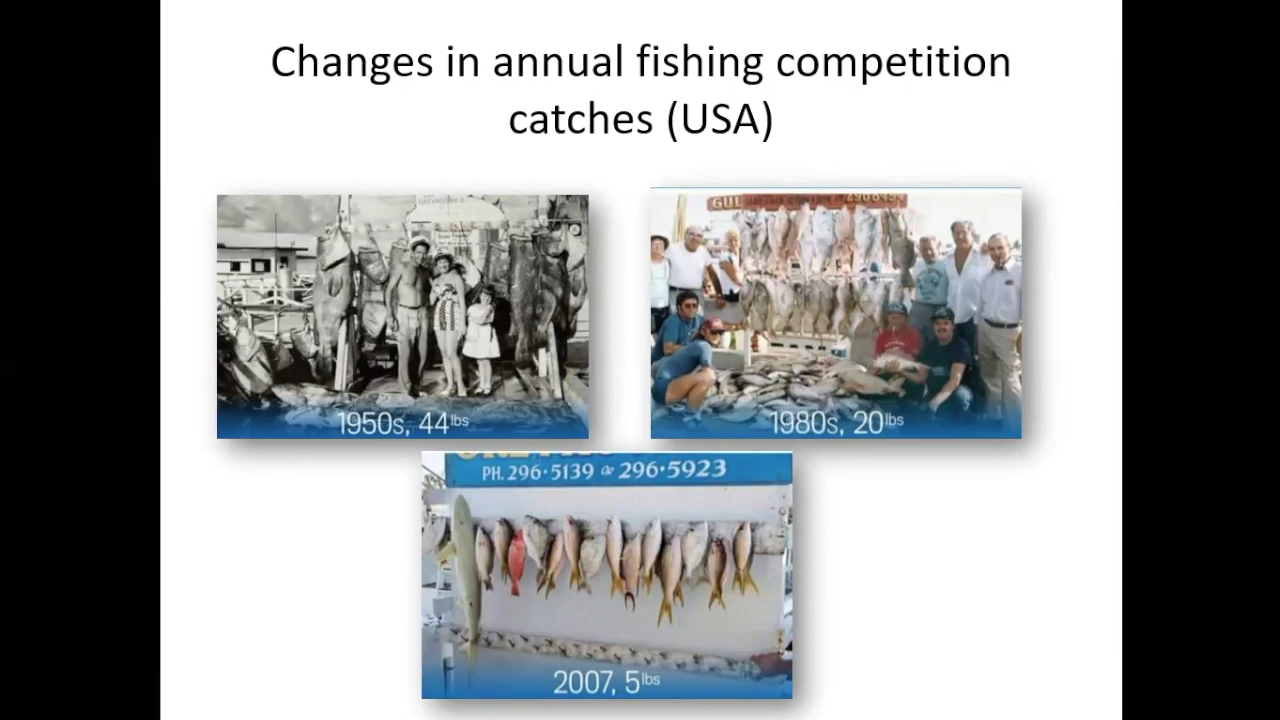 Changes in annual fishing competition
catches (USA)
1950s, 44lbs
GUL
1980s, 20lbs
PH. 296·5139 or 296·5923
2007, 5lbs